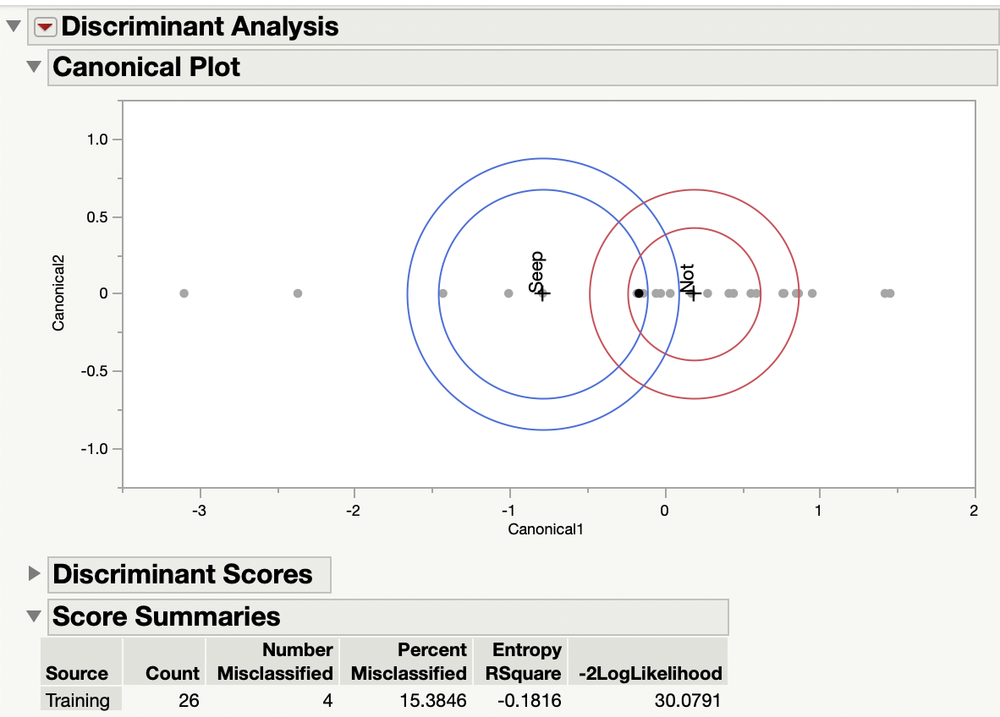 Discriminant Analysis
Canonical Plot
1.0
0.5
0
-0.5
-1.0
Canonical2
Seep
Not
-3 -2 -1 0 1 2
Canonical1
Discriminant Scores
Score Summaries
Number Percent Entropy
Source Count Misclassified Misclassified RSquare -2LogLikelihood
Training 26 4 15.3846 -0.1816 30.0791